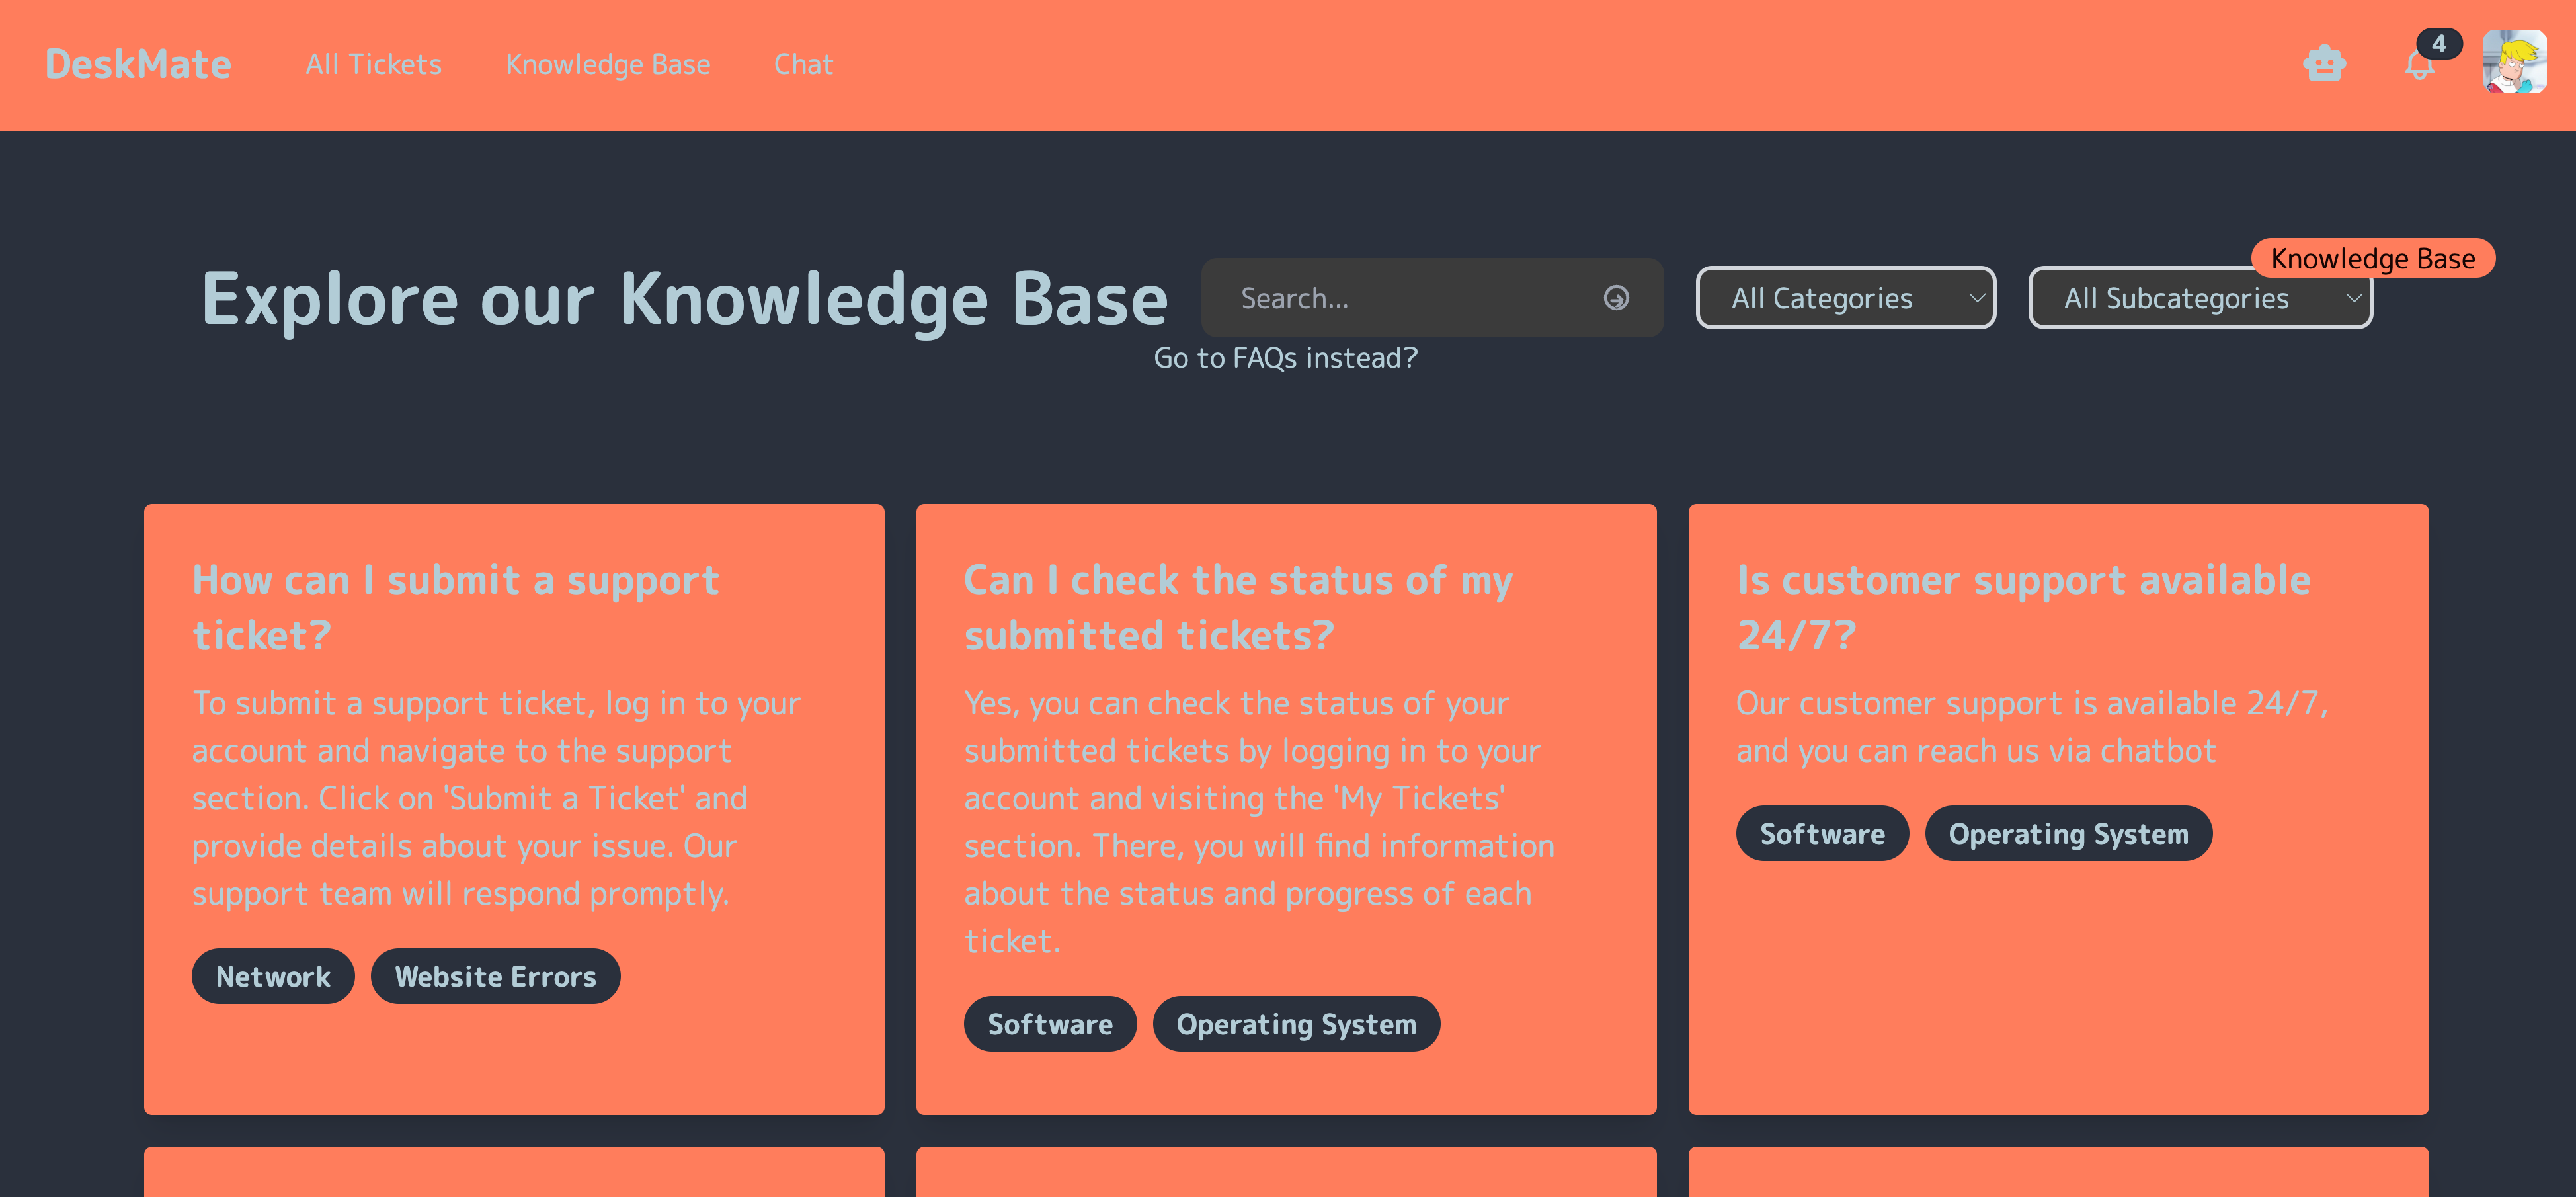 DeskMate
All Tickets
Knowledge Base
Chat
4
Knowledge Base
Explore our Knowledge Base
Search...
All Categories
All Subcategories
Go to FAQs instead?
How can I submit a support
ticket?
To submit a support ticket, log in to your
account and navigate to the support
section. Click on 'Submit a Ticket' and
provide details about your issue. Our
support team will respond promptly.
Network
Website Errors
Can I check the status of my
submitted tickets?
Yes, you can check the status of your
submitted tickets by logging in to your
account and visiting the 'My Tickets'
section. There, you will find information
about the status and progress of each
ticket.
Software
Operating System
Is customer support available
24/7?
Our customer support is available 24/7,
and you can reach us via chatbot
Software
Operating System